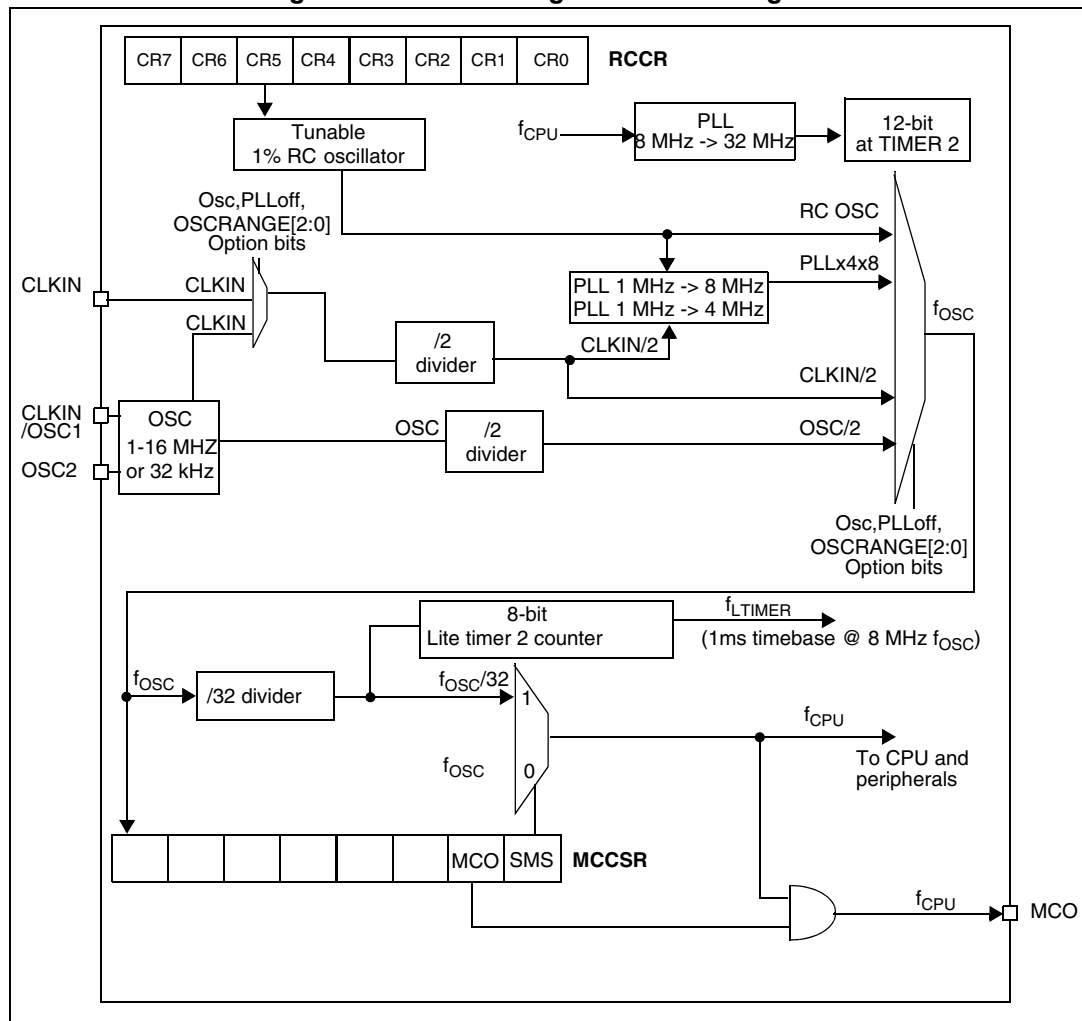 CR7 CR6 CR5 CR4 CR3 CR2 CR1 CR0 RCCR
Tunable
1% RC oscillator
fCPU
PLL
8 MHz -> 32 MHz
12-bit
at TIMER 2
Osc,PLLoff,
OSCRANGE[2:0]
Option bits
RC OSC
PLLx4x8
PLL 1 MHz -> 8 MHz
PLL 1 MHz -> 4 MHz
CLKIN
CLKIN
CLKIN
/2
divider
CLKIN/2
CLKIN/2
fOSC
CLKIN
/OSC1
OSC2
OSC
1-16 MHZ
or 32 kHz
OSC
/2
divider
OSC/2
Osc,PLLoff,
OSCRANGE[2:0]
Option bits
8-bit
Lite timer 2 counter
fLTIMER
(1ms timebase @ 8 MHz fOSC)
fOSC
/32 divider
fOSC/32
1
fOSC
0
fCPU
To CPU and
peripherals
MCO SMS MCCSR
fCPU
MCO